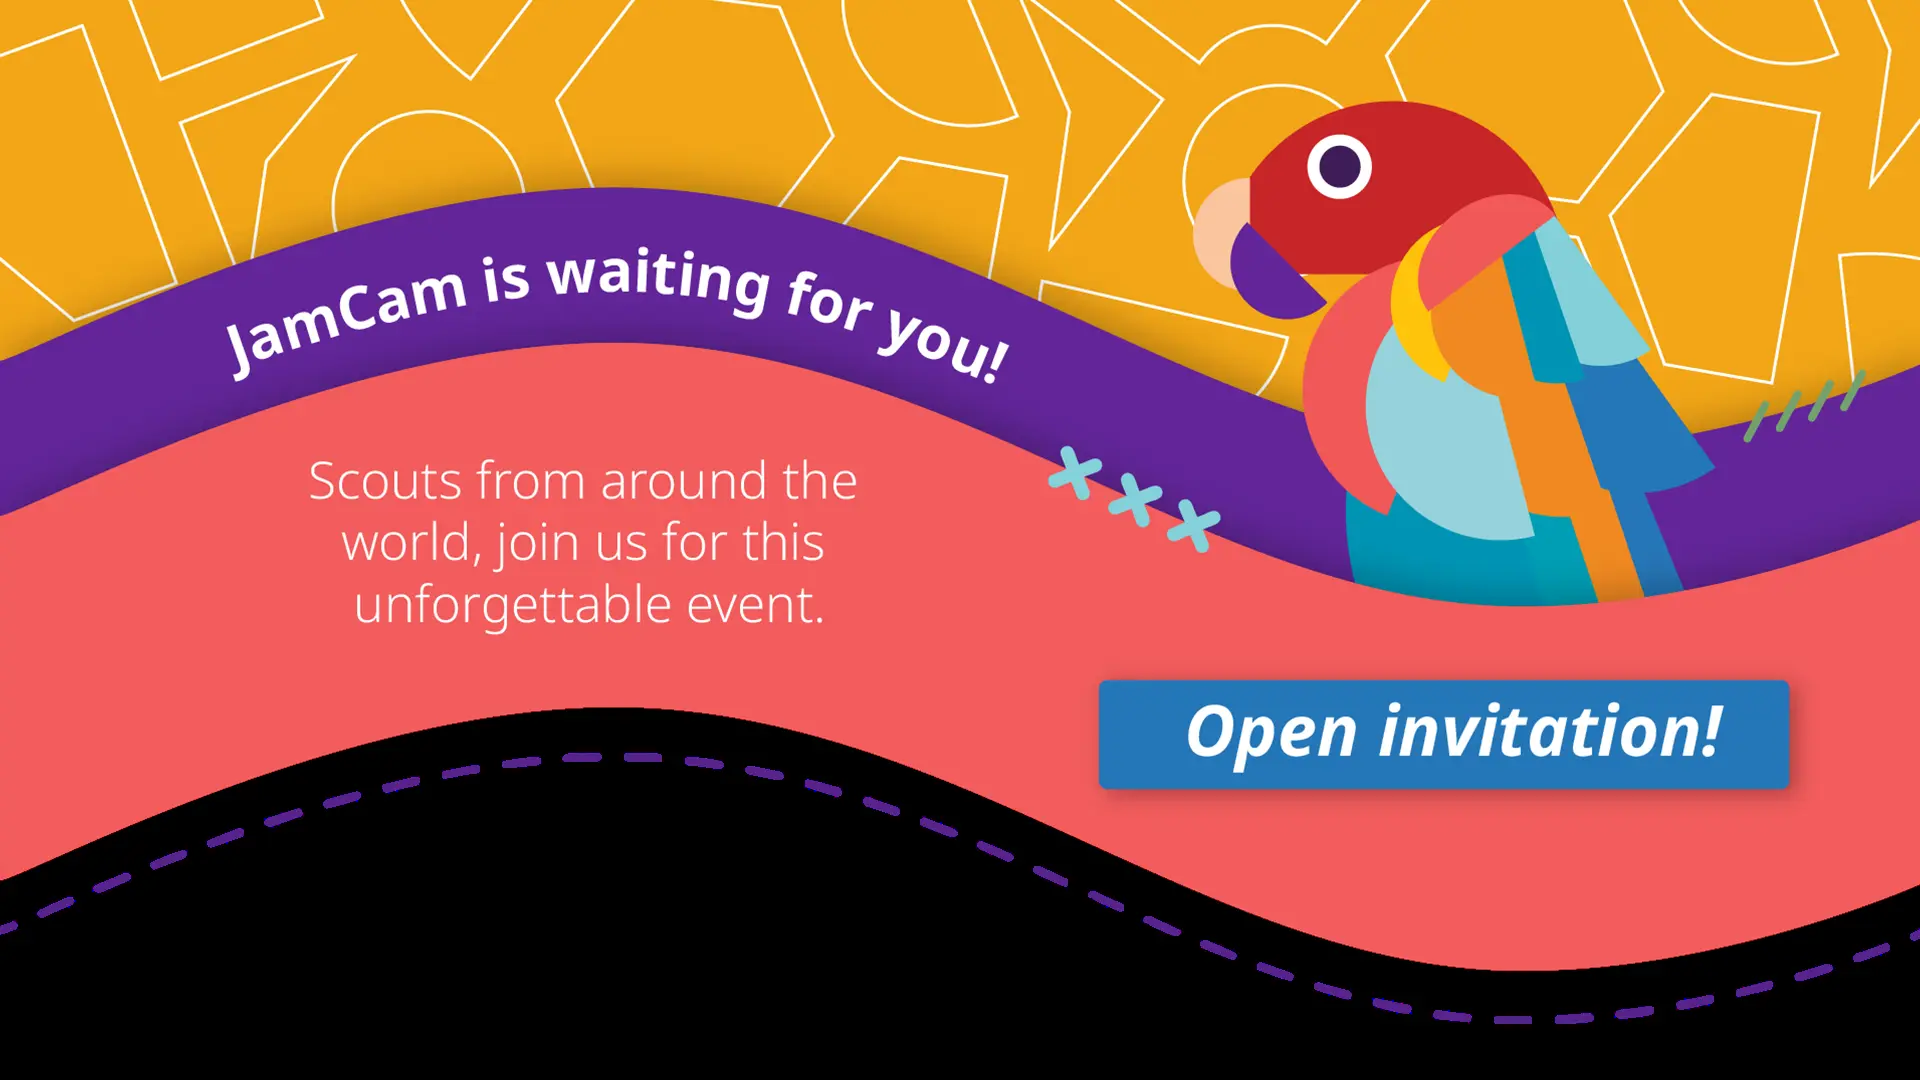 JamCam is waiting for you!
Scouts from around the
world, join us for this
unforgettable event.
Open invitation!